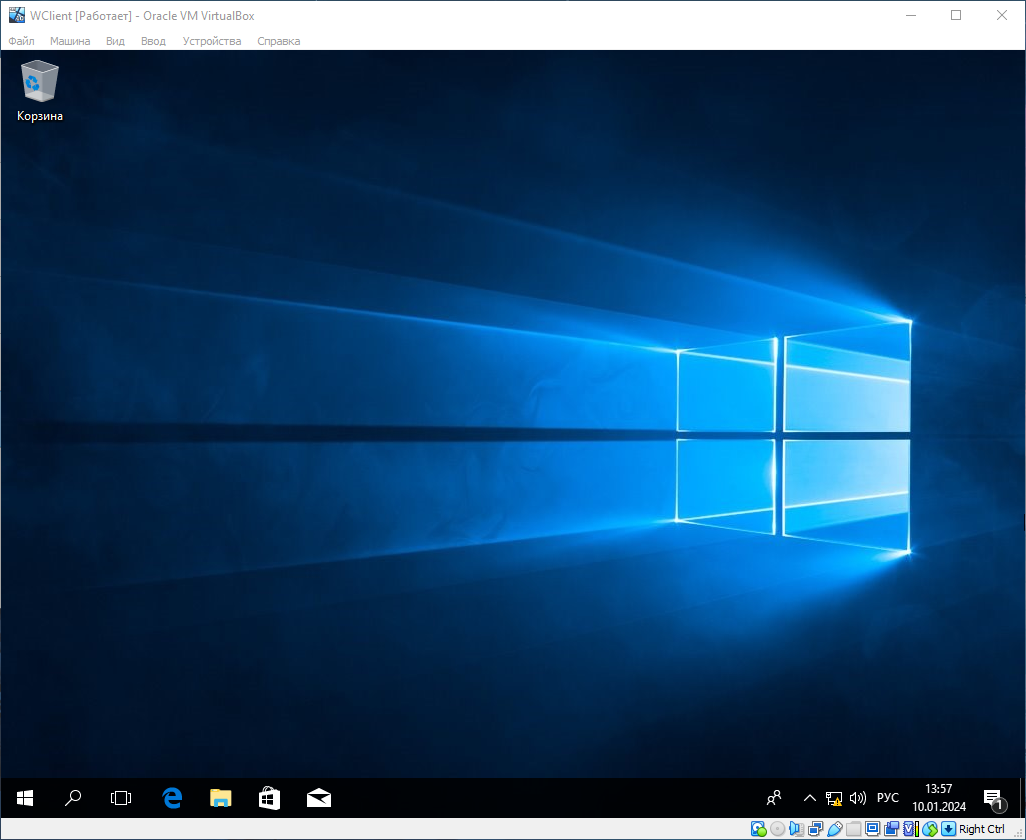 WClient [Работает] - Oracle VM VirtualBox
Файл Машина Вид Ввод Устройства Справка
Корзина
РУС
13:57
10.01.2024
1
Right Ctrl